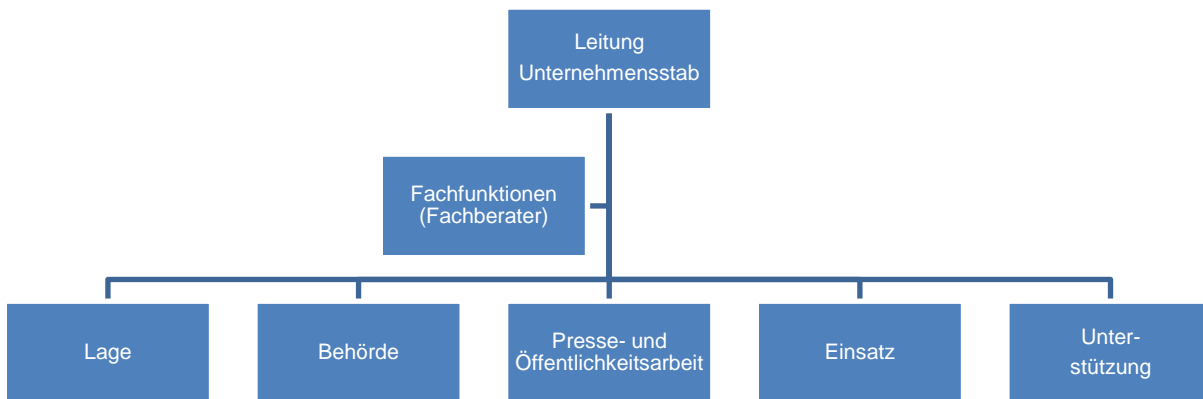 Leitung
Unternehmensstab
Fachfunktionen
(Fachberater)
Lage
Behörde
Presse- und
Öffentlichkeitsarbeit
Einsatz
Unter-
stützung